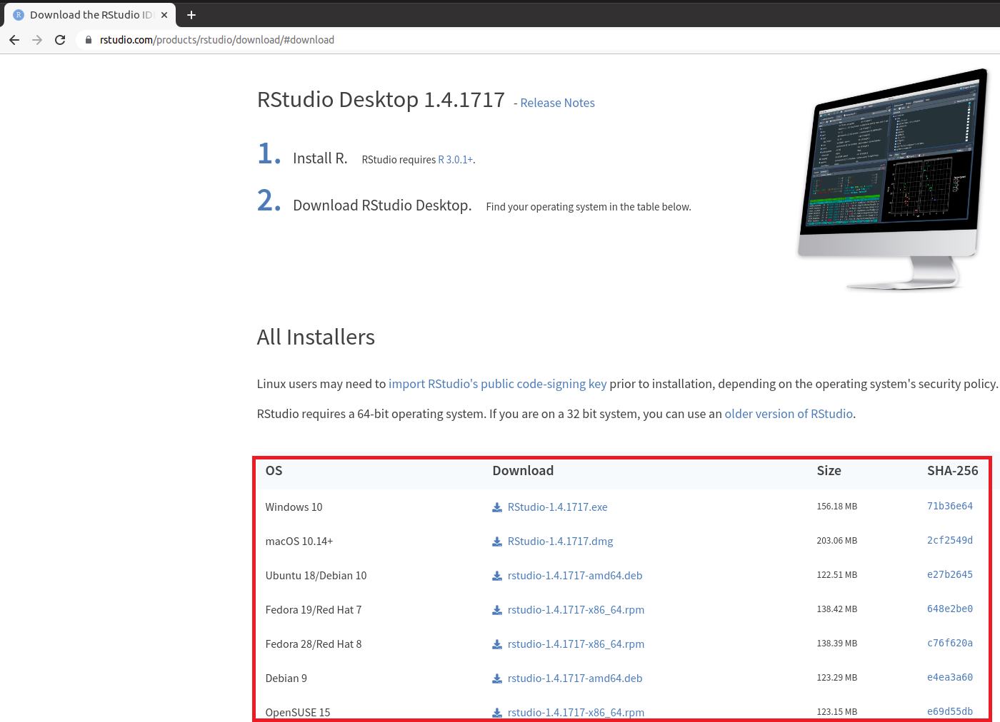 Download the RStudio ID
rstudio.com/products/rstudio/download/#download
RStudio Desktop 1.4.1717 - Release Notes
1. Install R. RStudio requires R 3.0.1+.
2. Download RStudio Desktop. Find your operating system in the table below.
All Installers
Linux users may need to import RStudio's public code-signing key prior to installation, depending on the operating system's security policy.
RStudio requires a 64-bit operating system. If you are on a 32 bit system, you can use an older version of RStudio.
OS Download Size SHA-256
Windows 10 RStudio-1.4.1717.exe 156.18 MB 71b36e64
macOS 10.14+ RStudio-1.4.1717.dmg 203.06 MB 2cf2549d
Ubuntu 18/Debian 10 rstudio-1.4.1717-amd64.deb 122.51 MB e27b2645
Fedora 19/Red Hat 7 rstudio-1.4.1717-x86_64.rpm 138.42 MB 648e2be0
Fedora 28/Red Hat 8 rstudio-1.4.1717-x86_64.rpm 138.39 MB c76f620a
Debian 9 rstudio-1.4.1717-amd64.deb 123.29 MB e4ea3a60
OpenSUSE 15 rstudio-1.4.1717-x86_64.rpm 123.15 MB e69d55db